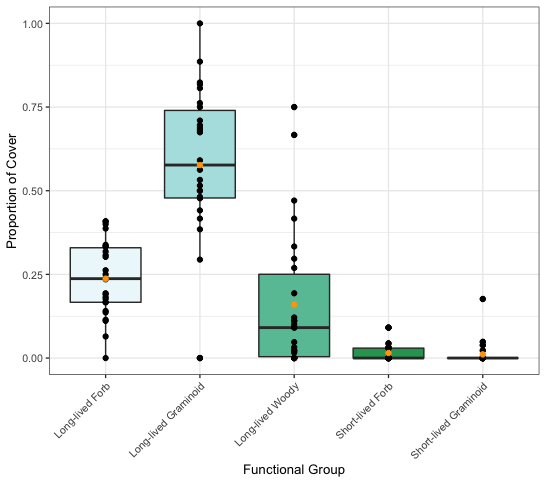 1.00
0.75
0.50
0.25
0.00
Proportion of Cover
Long-lived Forb
Long-lived Graminoid
Long-lived Woody
Short-lived Forb
Short-lived Graminoid
Functional Group